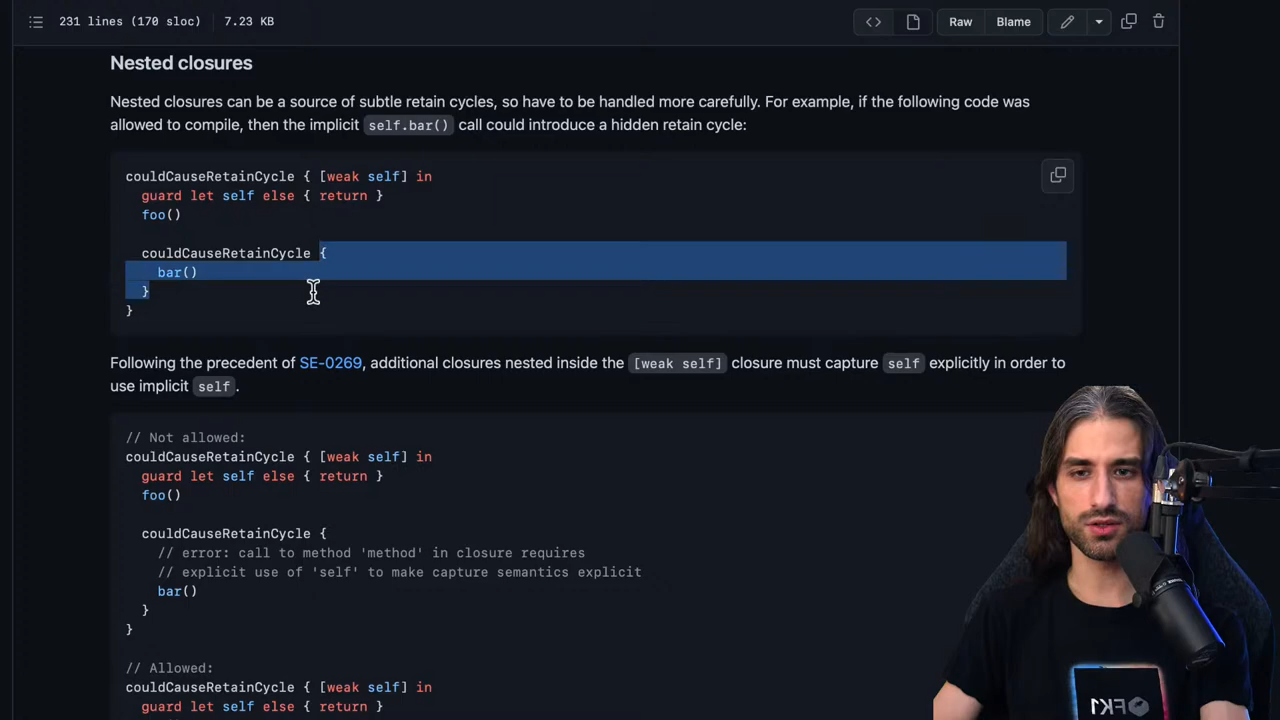 231 lines (170 sloc) 7.23 KB Raw Blame
Nested closures
Nested closures can be a source of subtle retain cycles, so have to be handled more carefully. For example, if the following code was
allowed to compile, then the implicit self.bar() call could introduce a hidden retain cycle:
couldCauseRetainCycle { [weak self] in
  guard let self else { return }
  foo()
  couldCauseRetainCycle {
    bar()
  }
}
Following the precedent of SE-0269, additional closures nested inside the [weak self] closure must capture self explicitly in order to
use implicit self.
// Not allowed:
couldCauseRetainCycle { [weak self] in
  guard let self else { return }
  foo()
  couldCauseRetainCycle {
    // error: call to method 'method' in closure requires
    // explicit use of 'self' to make capture semantics explicit
    bar()
  }
}
// Allowed:
couldCauseRetainCycle { [weak self] in
  guard let self else { return }